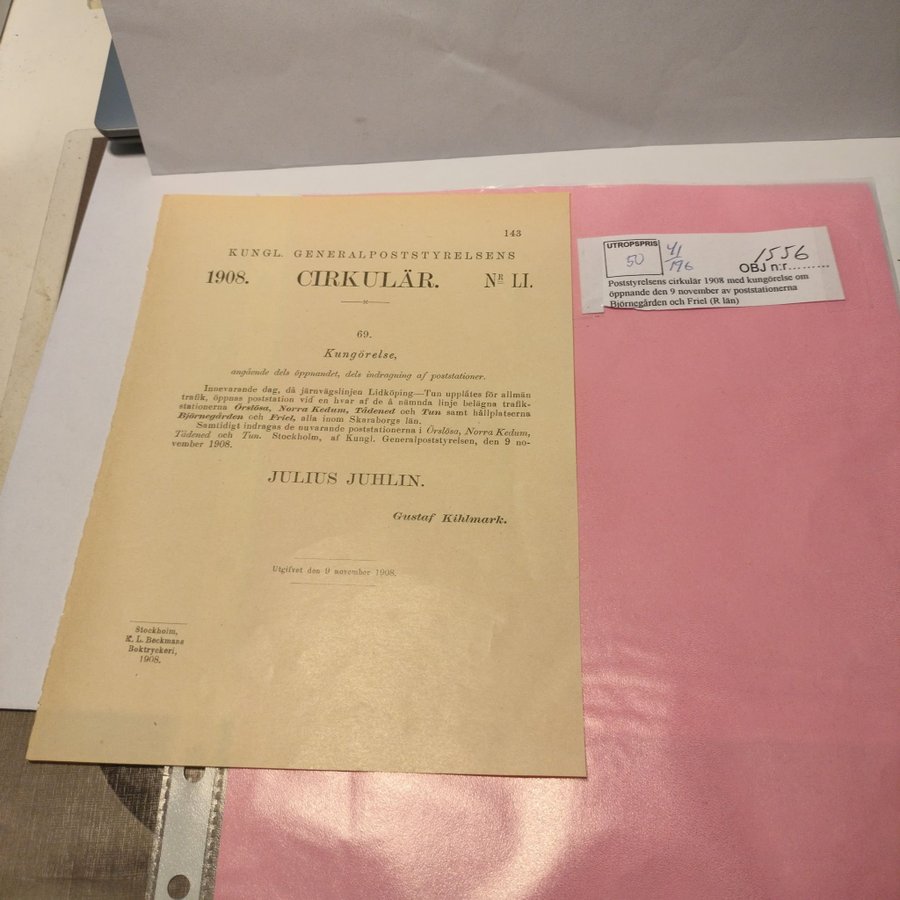 143
KUNGL. GENERALPOSTSTYRELSENS
1908. CIRKULÄR. Nᴿ LI.
69.
Kungörelse,
angående dels öppnandet, dels indragning af poststationer.
Innevarande dag, då järnvägslinjen Lidköping—Tun upplåtes för allmän
trafik, öppnas poststation vid en hvar af de å nämnda linje belägna trafik-
stationerna Örslösa, Norra Kedum, Tådened och Tun samt hållplatserna
Björnegården och Friel, alla inom Skaraborgs län.
Samtidigt indragas de nuvarande poststationerna i Örslösa, Norra Kedum,
Tådened och Tun. Stockholm, af Kungl. Generalpoststyrelsen, den 9 no-
vember 1908.
JULIUS JUHLIN.
Gustaf Kihlmark.
Utgifvet den 9 november 1908.
Stockholm,
K. L. Beckmans
Boktryckeri,
1908.
UTROPSPRIS
50
4/1
196
OBJ n:r......... 1556
Poststyrelsens cirkulär 1908 med kungörelse om
öppnande den 9 november av poststationerna
Björnegården och Friel (R län)